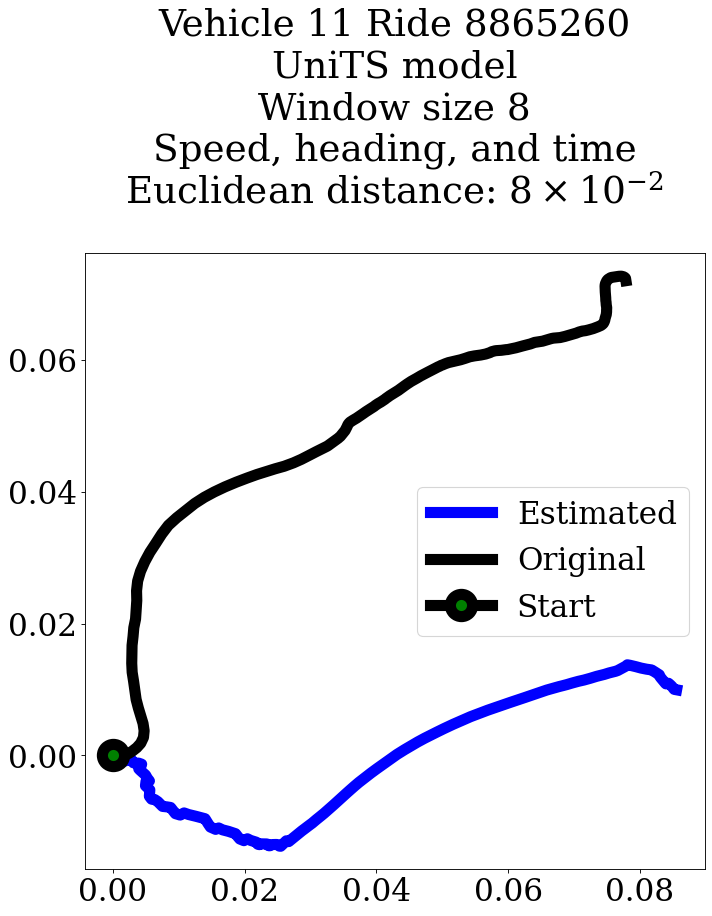 Vehicle 11 Ride 8865260
UniTS model
Window size 8
Speed, heading, and time
Euclidean distance: $8 \times 10^{-2}$
0.06
0.04
Estimated
Original
Start
0.02
0.00
0.00 0.02 0.04 0.06 0.08